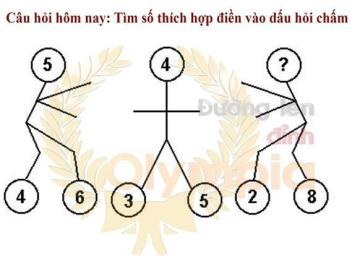 Câu hỏi hôm nay: Tìm số thích hợp điền vào dấu hỏi chấm
5 4 ?
Đường lên
đỉnh
Olympia
4 6 3 5 2 8